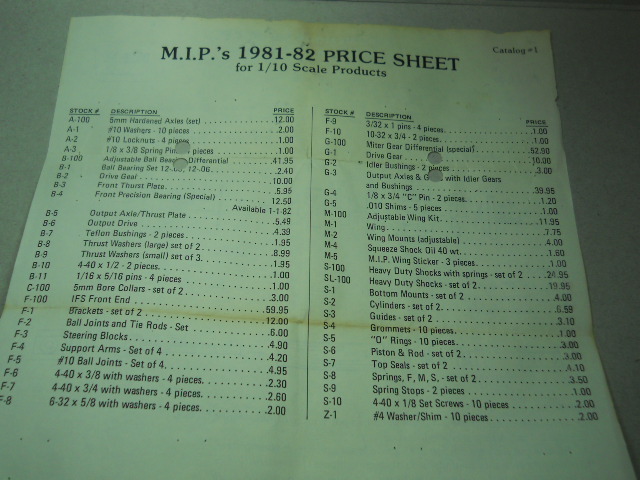 M.I.P.'s 1981-82 PRICE SHEET
Catalog #1
for 1/10 Scale Products
STOCK # DESCRIPTION PRICE
A-100 5mm Hardened Axles (set) 12.00
A-1 #10 Washers - 10 pieces 2.00
A-2 #10 Locknuts - 4 pieces 1.00
A-3 1/8 x 3/8 Spring Pins - 4 pieces 1.00
B-100 Adjustable Ball Bearing Differential 41.95
B-1 Ball Bearing Set 12-05, 12-06 2.40
B-2 Drive Gear 10.00
B-3 Front Thurst Plate 5.95
B-4 Front Precision Bearing (Special) 12.50
Available 1-1-82
B-5 Output Axle/Thrust Plate 5.49
B-6 Output Drive 4.39
B-7 Teflon Bushings - 2 pieces 1.95
B-8 Thrust Washers (large) set of 2 8.99
B-9 Thrust Washers (small) set of 3 1.95
B-10 4-40 x 1/2 - 2 pieces 1.00
B-11 1/16 x 5/16 pins - 4 pieces 1.00
C-100 5mm Bore Collars - set of 2 3.00
F-100 IFS Front End 59.95
F-1 Brackets - set of 2 12.00
F-2 Ball Joints and Tie Rods - Set 6.00
F-3 Steering Blocks 4.90
F-4 Support Arms - Set of 4 4.20
F-5 #10 Ball Joints - Set of 4 4.95
F-6 4-40 x 3/8 with washers - 4 pieces 2.30
F-7 4-40 x 3/4 with washers - 4 pieces 2.60
F-8 6-32 x 5/8 with washers - 4 pieces 2.00
STOCK # DESCRIPTION PRICE
F-9 3/32 x 1 pins - 4 pieces 1.00
F-10 10-32 x 3/4 - 2 pieces 1.00
G-100 Miter Gear Differential (special) 52.90
G-1 Drive Gear 10.00
G-2 Idler Bushings - 2 pieces 3.00
G-3 Output Axles & with Idler Gears
and Bushings 39.95
G-4 1/8 "C" Pin - 2 pieces 1.20
G-5 .010 Shims - 5 pieces 1.00
M-100 Adjustable Wing Kit 11.95
M-1 Wing 7.75
M-2 Wing Mounts (adjustable) 4.00
M-4 Squeeze Shock Oil 40 wt. 1.60
M-5 M.I.P. Wing Sticker - 3 pieces 1.00
S-100 Heavy Duty Shocks with springs - set of 2 24.95
SL-100 Heavy Duty Shocks - set of 2 19.95
S-1 Bottom Mounts - set of 2 4.00
S-2 Cylinders - set of 2 6.59
S-3 Guides - set of 2 3.10
S-4 Grommets - 10 pieces 1.00
S-5 "O" Rings - 10 pieces 3.00
S-6 Piston & Rod - set of 2 3.00
S-7 Top Seals - set of 2 4.10
S-8 Springs, F, M, S, - set of 2 3.50
S-9 Spring Stops - 2 pieces 1.00
S-10 4-40 x 1/8 Set Screws - 10 pieces 2.00
Z-1 #4 Washer/Shim - 10 pieces 2.00